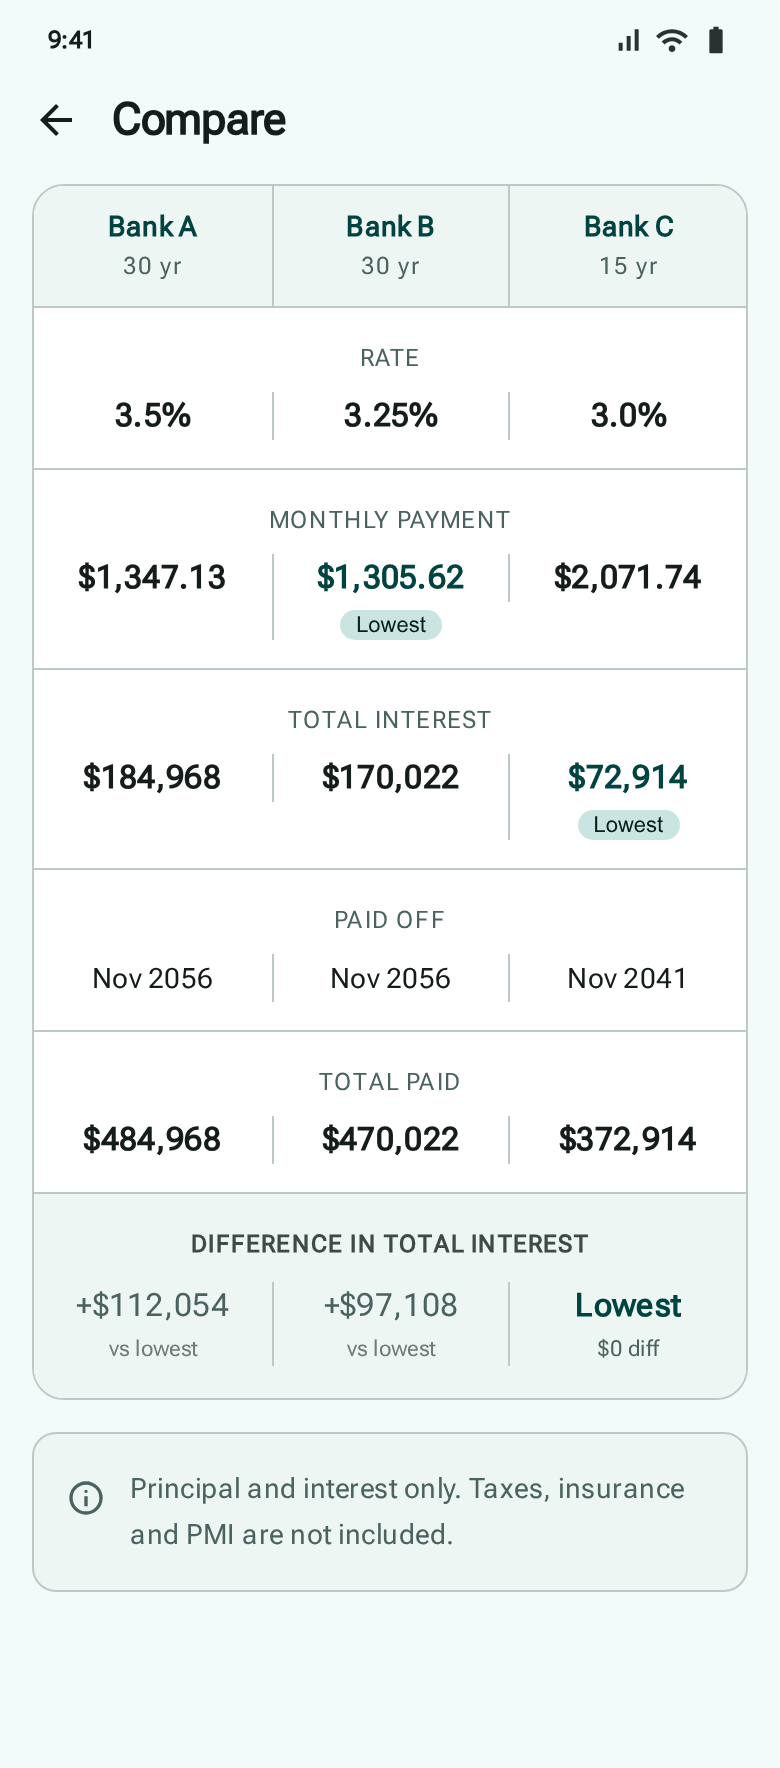 9:41
Compare
Bank A Bank B Bank C
30 yr 30 yr 15 yr
RATE
3.5% 3.25% 3.0%
MONTHLY PAYMENT
$1,347.13 $1,305.62 $2,071.74
Lowest
TOTAL INTEREST
$184,968 $170,022 $72,914
Lowest
PAID OFF
Nov 2056 Nov 2056 Nov 2041
TOTAL PAID
$484,968 $470,022 $372,914
DIFFERENCE IN TOTAL INTEREST
+$112,054 +$97,108 Lowest
vs lowest vs lowest $0 diff
Principal and interest only. Taxes, insurance
and PMI are not included.